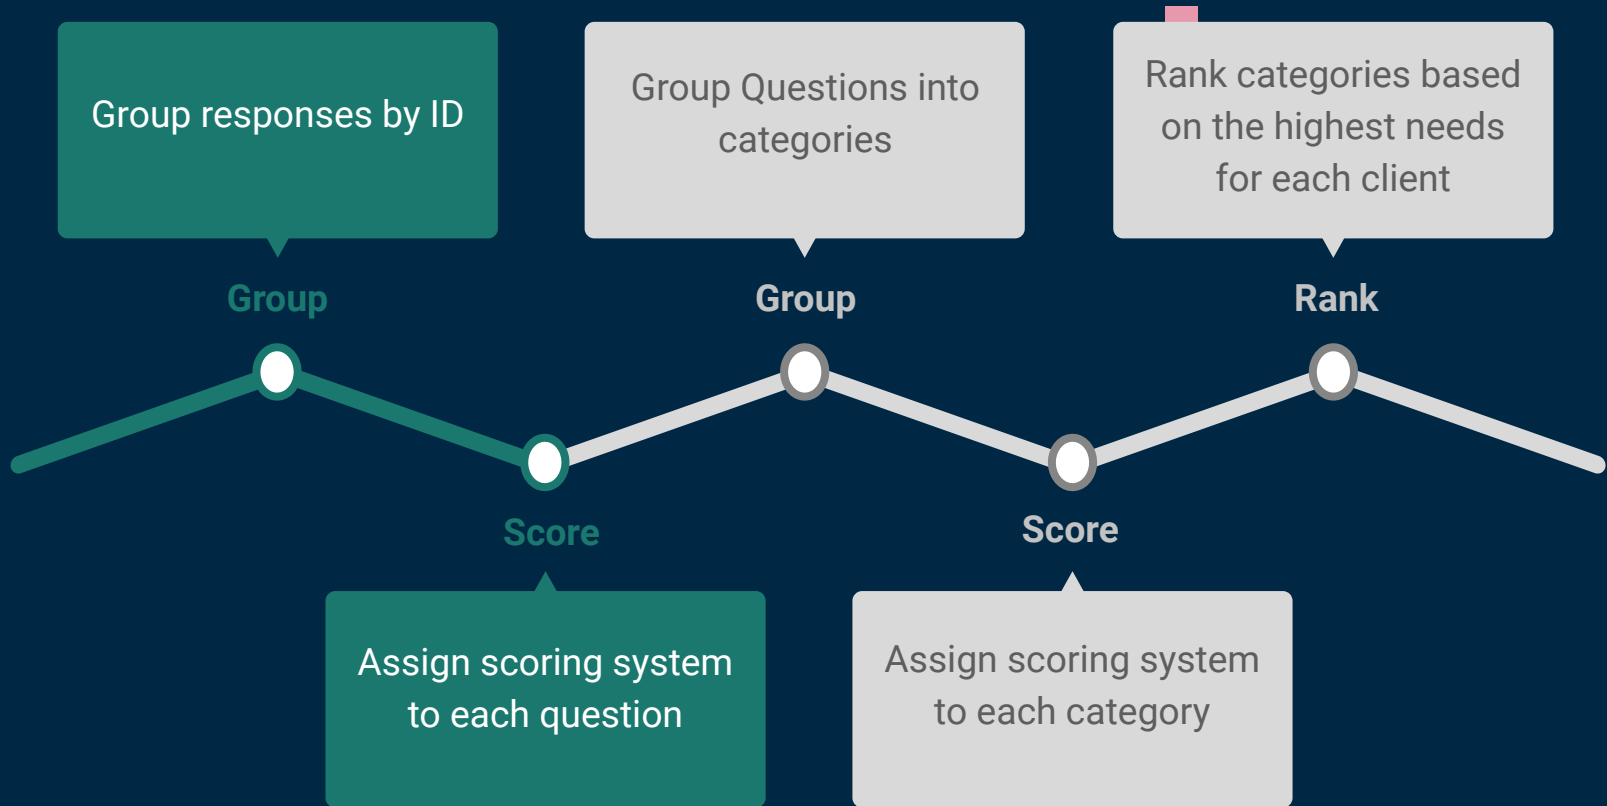 Group responses by ID
Group Questions into
categories
Rank categories based
on the highest needs
for each client
Group
Group
Rank
Score
Score
Assign scoring system
to each question
Assign scoring system
to each category